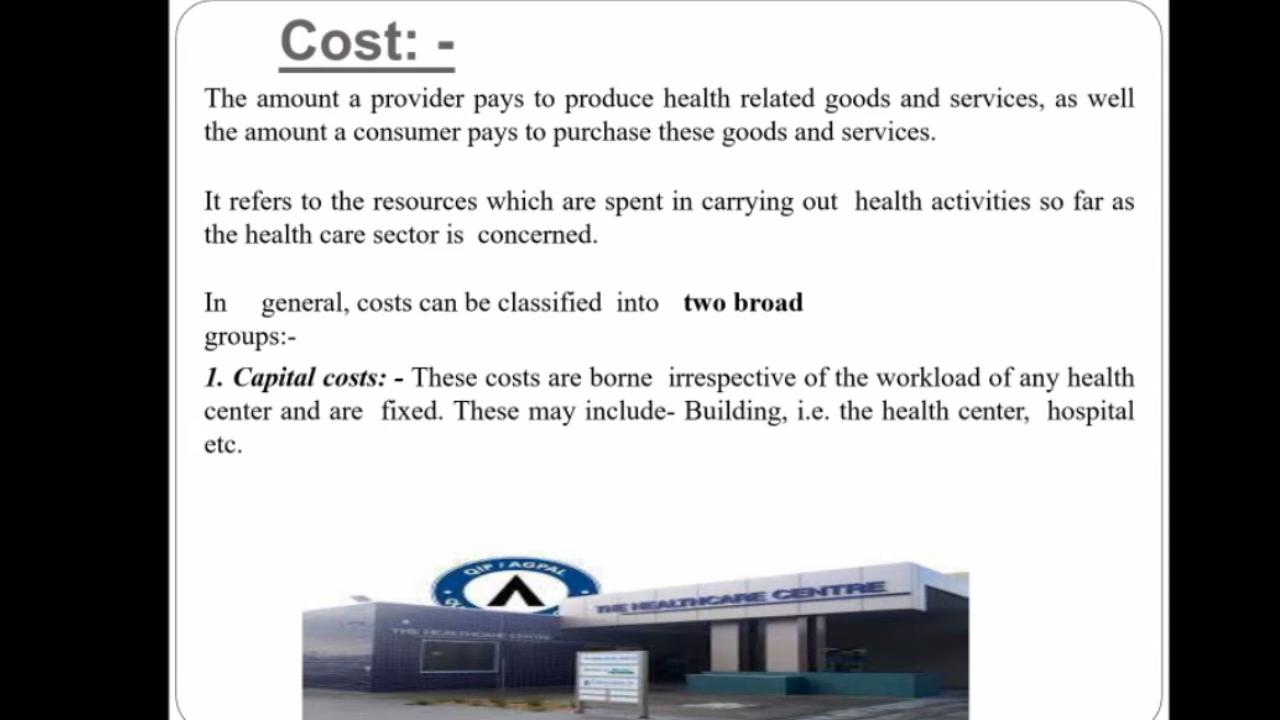 Cost: -
The amount a provider pays to produce health related goods and services, as well
the amount a consumer pays to purchase these goods and services.
It refers to the resources which are spent in carrying out health activities so far as
the health care sector is concerned.
In general, costs can be classified into two broad
groups:-
1. Capital costs: - These costs are borne irrespective of the workload of any health
center and are fixed. These may include- Building, i.e. the health center, hospital
etc.
QIP / AGPAL
THE HEALTHCARE CENTRE
THE HEALTHCARE CENTRE